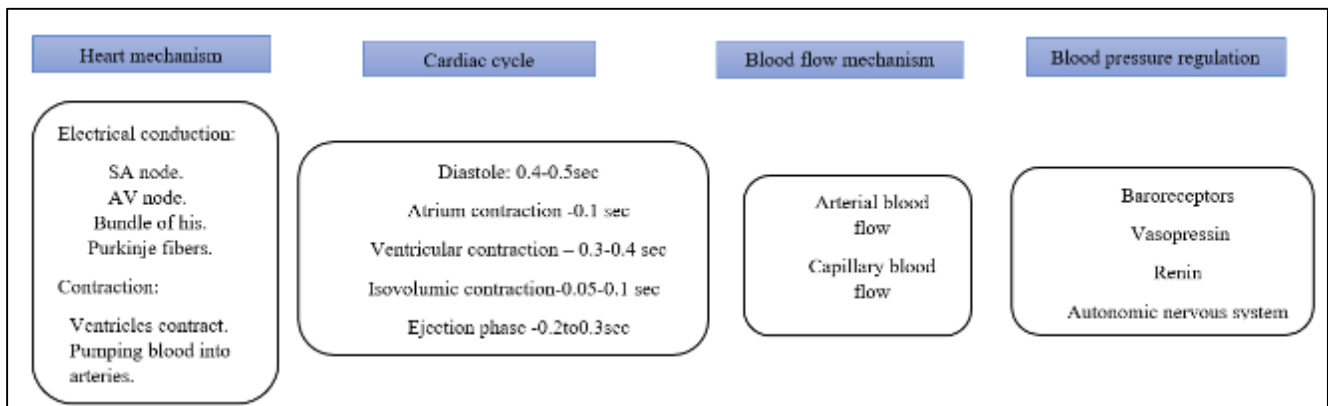 Heart mechanism
Electrical conduction:
SA node.
AV node.
Bundle of his.
Purkinje fibers.
Contraction:
Ventricles contract.
Pumping blood into
arteries.
Cardiac cycle
Diastole: 0.4-0.5sec
Atrium contraction -0.1 sec
Ventricular contraction – 0.3-0.4 sec
Isovolumic contraction-0.05-0.1 sec
Ejection phase -0.2to0.3sec
Blood flow mechanism
Arterial blood
flow
Capillary blood
flow
Blood pressure regulation
Baroreceptors
Vasopressin
Renin
Autonomic nervous system